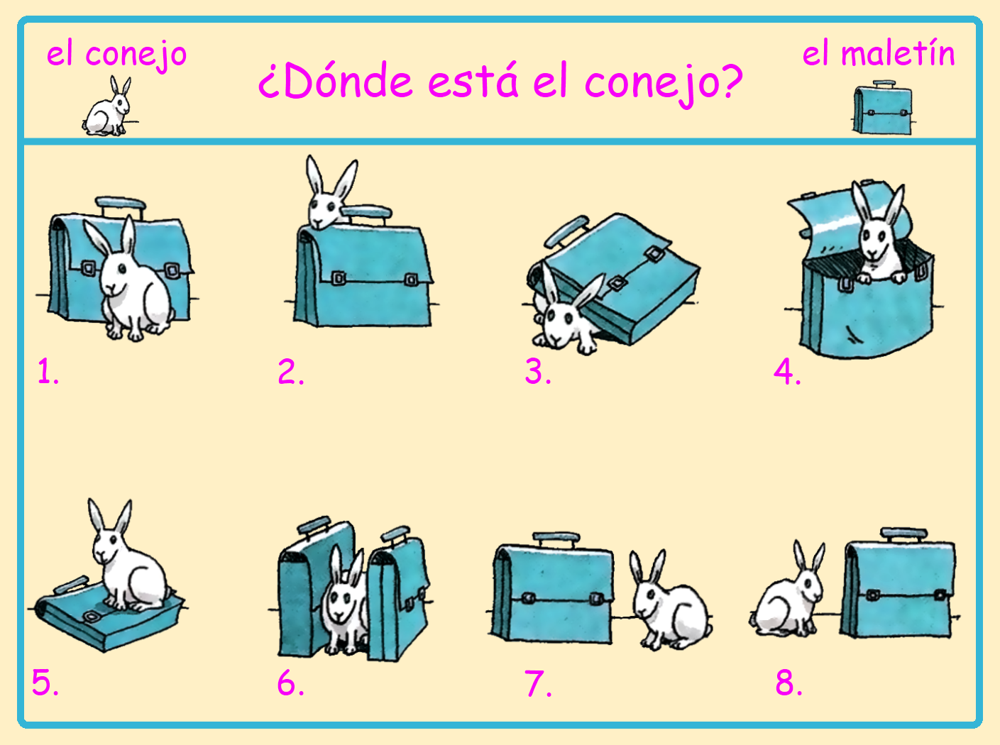 el conejo
¿Dónde está el conejo?
el maletín
1.
2.
3.
4.
5.
6.
7.
8.